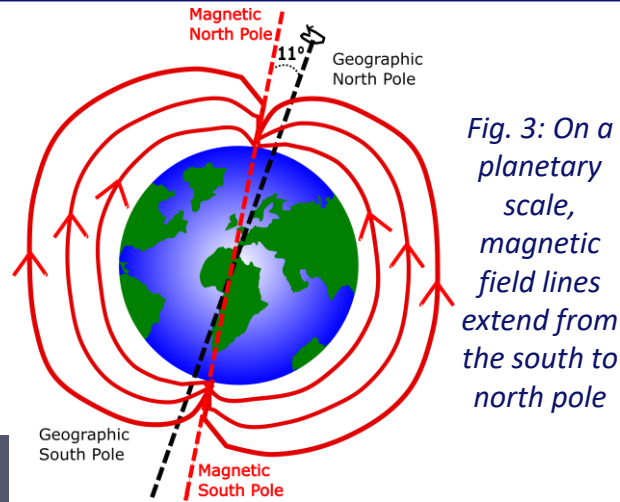 Magnetic
North Pole
11°
Geographic
North Pole
Fig. 3: On a
planetary
scale,
magnetic
field lines
extend from
the south to
north pole
Geographic
South Pole
Magnetic
South Pole